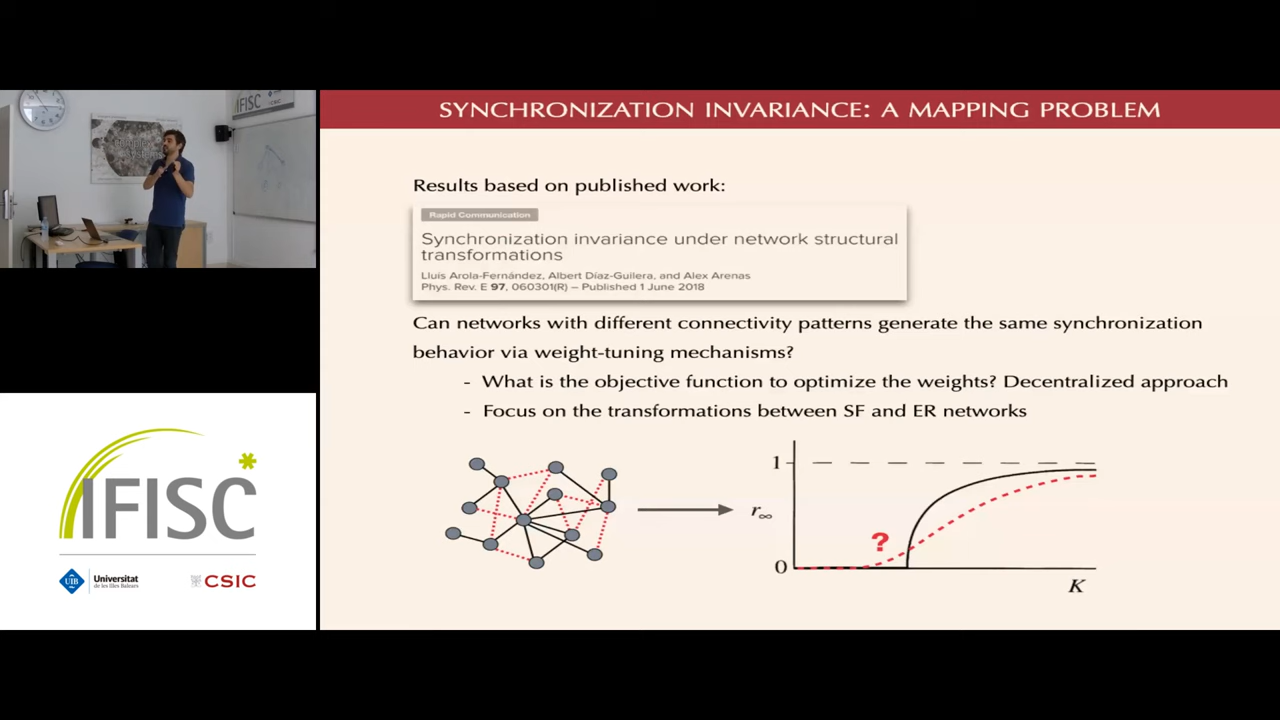 IFISC
SYNCHRONIZATION INVARIANCE: A MAPPING PROBLEM
Results based on published work:
Rapid Communication
Synchronization invariance under network structural
transformations
Lluís Arola-Fernández, Albert Díaz-Guilera, and Alex Arenas
Phys. Rev. E 97, 060301(R) – Published 1 June 2018
Can networks with different connectivity patterns generate the same synchronization
behavior via weight-tuning mechanisms?
- What is the objective function to optimize the weights? Decentralized approach
- Focus on the transformations between SF and ER networks
1
r∞
?
0
K
IFISC
UIB
Universitat
de les Illes Balears
CSIC